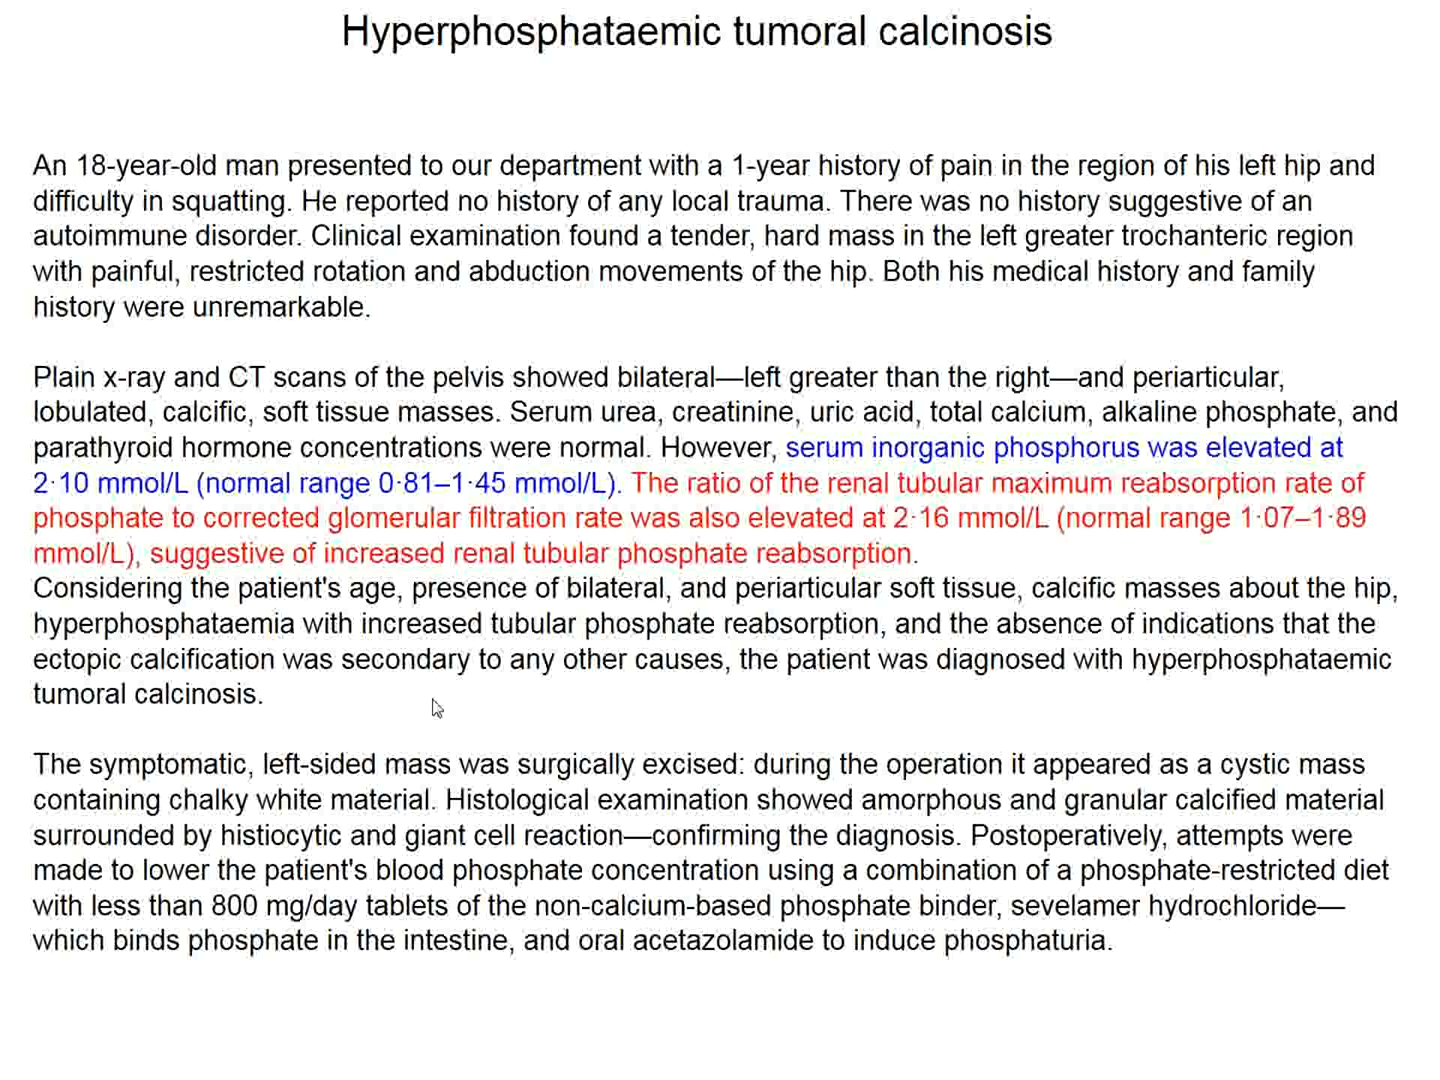 Hyperphosphataemic tumoral calcinosis
An 18-year-old man presented to our department with a 1-year history of pain in the region of his left hip and
difficulty in squatting. He reported no history of any local trauma. There was no history suggestive of an
autoimmune disorder. Clinical examination found a tender, hard mass in the left greater trochanteric region
with painful, restricted rotation and abduction movements of the hip. Both his medical history and family
history were unremarkable.
Plain x-ray and CT scans of the pelvis showed bilateral—left greater than the right—and periarticular,
lobulated, calcific, soft tissue masses. Serum urea, creatinine, uric acid, total calcium, alkaline phosphate, and
parathyroid hormone concentrations were normal. However, serum inorganic phosphorus was elevated at
2·10 mmol/L (normal range 0·81–1·45 mmol/L). The ratio of the renal tubular maximum reabsorption rate of
phosphate to corrected glomerular filtration rate was also elevated at 2·16 mmol/L (normal range 1·07–1·89
mmol/L), suggestive of increased renal tubular phosphate reabsorption.
Considering the patient's age, presence of bilateral, and periarticular soft tissue, calcific masses about the hip,
hyperphosphataemia with increased tubular phosphate reabsorption, and the absence of indications that the
ectopic calcification was secondary to any other causes, the patient was diagnosed with hyperphosphataemic
tumoral calcinosis.
The symptomatic, left-sided mass was surgically excised: during the operation it appeared as a cystic mass
containing chalky white material. Histological examination showed amorphous and granular calcified material
surrounded by histiocytic and giant cell reaction—confirming the diagnosis. Postoperatively, attempts were
made to lower the patient's blood phosphate concentration using a combination of a phosphate-restricted diet
with less than 800 mg/day tablets of the non-calcium-based phosphate binder, sevelamer hydrochloride—
which binds phosphate in the intestine, and oral acetazolamide to induce phosphaturia.